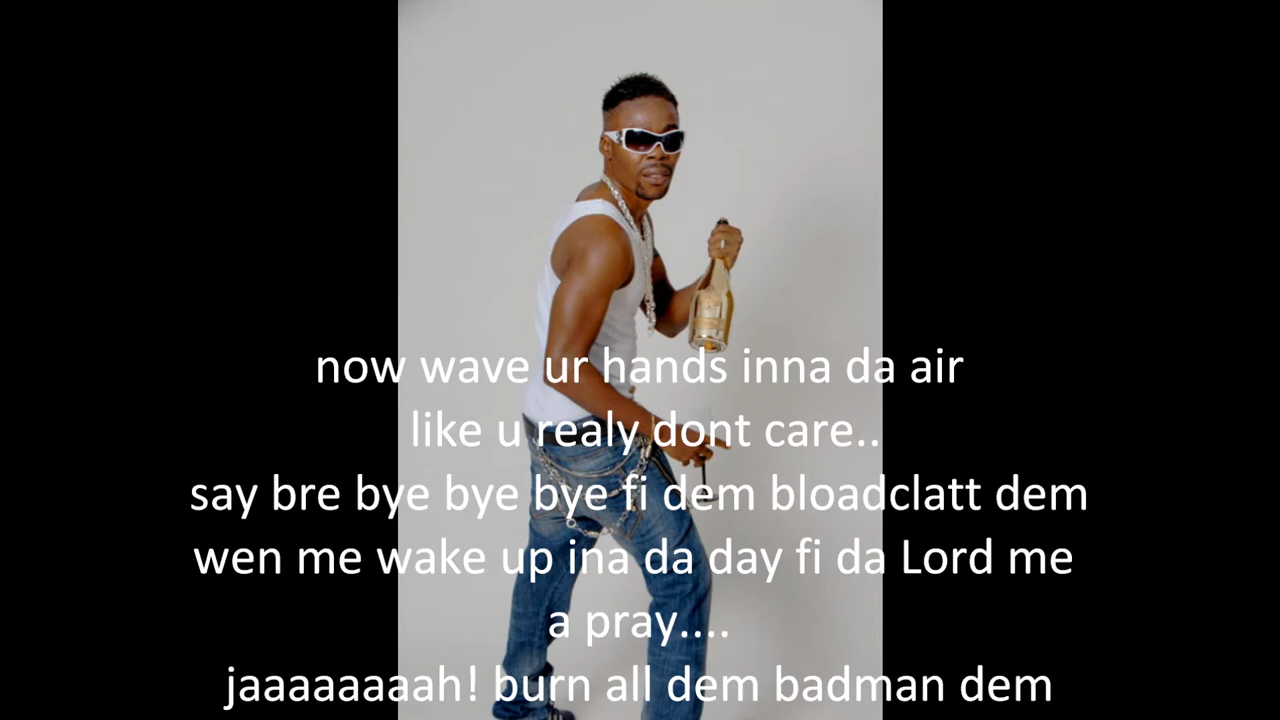 now wave ur hands inna da air
like u realy dont care..
say bre bye bye bye fi dem bloadclatt dem
wen me wake up ina da day fi da Lord me
a pray....
jaaaaaaaah! burn all dem badman dem